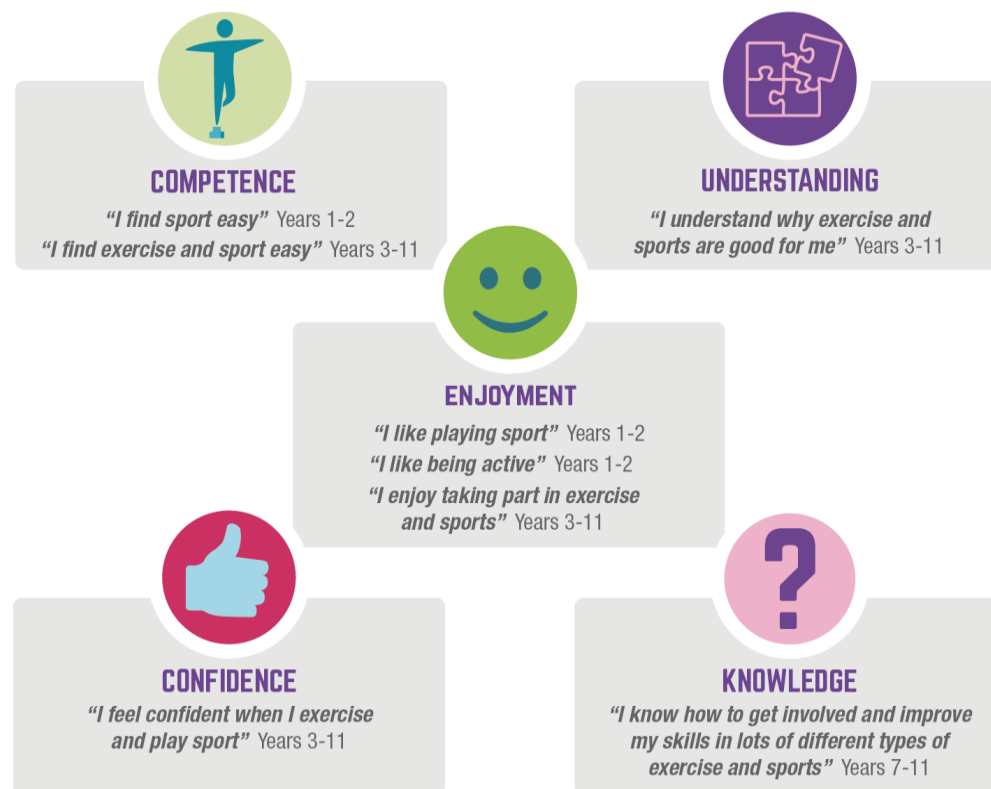 COMPETENCE
“I find sport easy” Years 1-2
“I find exercise and sport easy” Years 3-11
UNDERSTANDING
“I understand why exercise and
sports are good for me” Years 3-11
ENJOYMENT
“I like playing sport” Years 1-2
“I like being active” Years 1-2
“I enjoy taking part in exercise
and sports” Years 3-11
CONFIDENCE
“I feel confident when I exercise
and play sport” Years 3-11
?
KNOWLEDGE
“I know how to get involved and improve
my skills in lots of different types of
exercise and sports” Years 7-11